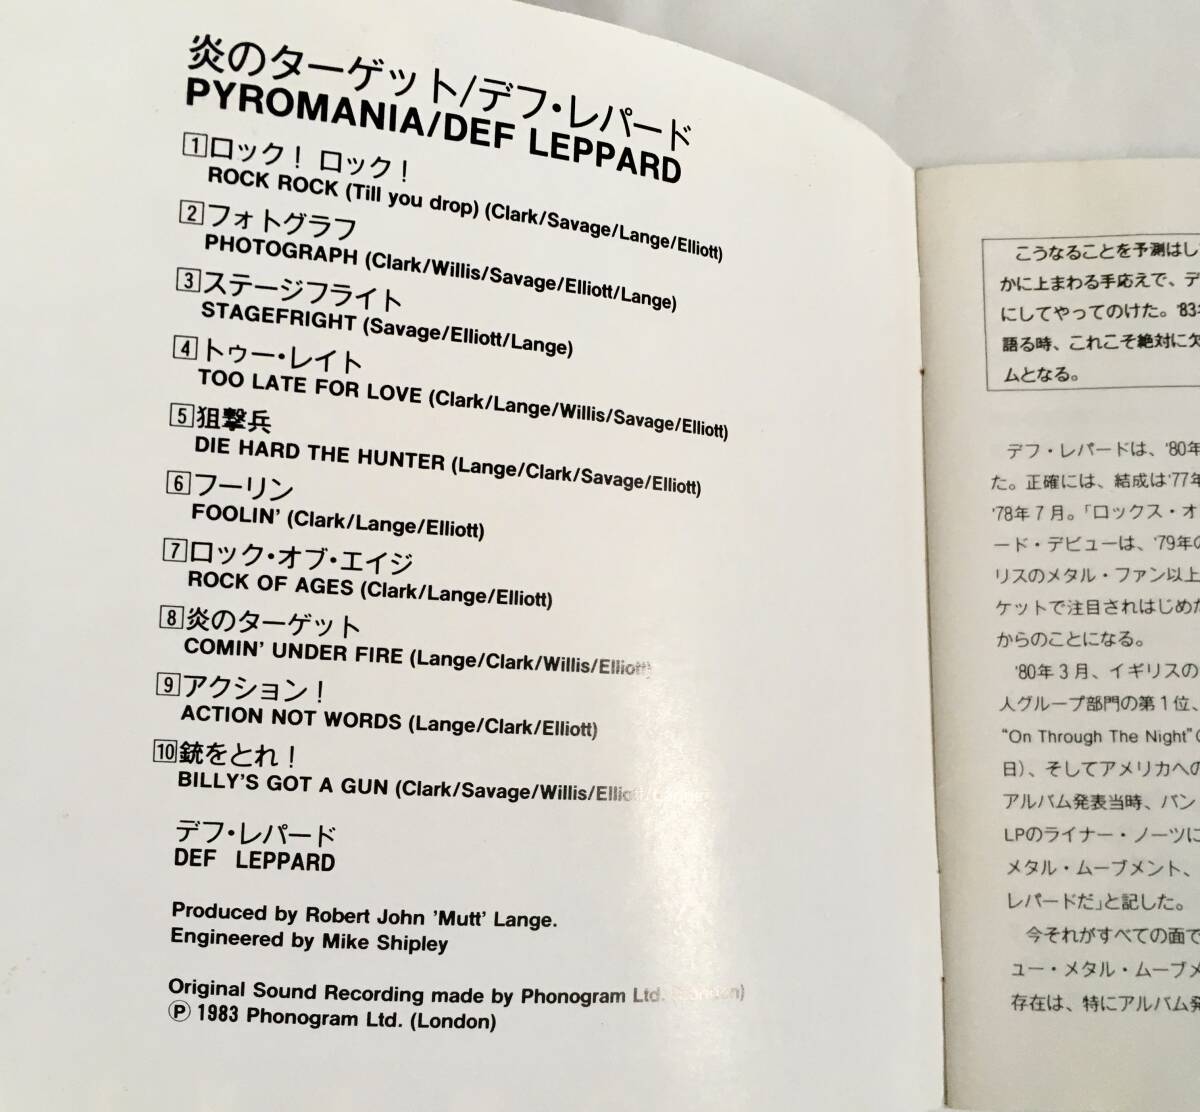 炎のターゲット/デフ・レパード
PYROMANIA/DEF LEPPARD
1 ロック! ロック!
ROCK ROCK (Till you drop) (Clark/Savage/Lange/Elliott)
2 フォトグラフ
PHOTOGRAPH (Clark/Willis/Savage/Elliott/Lange)
3 ステージフライト
STAGEFRIGHT (Savage/Elliott/Lange)
4 トゥー・レイト
TOO LATE FOR LOVE (Clark/Lange/Willis/Savage/Elliott)
5 狙撃兵
DIE HARD THE HUNTER (Lange/Clark/Savage/Elliott)
6 フーリン
FOOLIN' (Clark/Lange/Elliott)
7 ロック・オブ・エイジ
ROCK OF AGES (Clark/Lange/Elliott)
8 炎のターゲット
COMIN' UNDER FIRE (Lange/Clark/Willis/Elliott)
9 アクション!
ACTION NOT WORDS (Lange/Clark/Elliott)
10 銃をとれ!
BILLY'S GOT A GUN (Clark/Savage/Willis/Elliott
デフ・レパード
DEF LEPPARD
Produced by Robert John 'Mutt' Lange.
Engineered by Mike Shipley
Original Sound Recording made by Phonogram Ltd. (London)
Ⓟ 1983 Phonogram Ltd. (London)
こうなることを予測はし
かに上まわる手応えで、デ
にしてやってのけた。'83年
語る時、これこそ絶対に欠
ムとなる。
デフ・レパードは、'80年
た。正確には、結成は'77年
'78年7月。「ロックス・オ
ード・デビューは、'79年の
リスのメタル・ファン以上
ケットで注目されはじめた
からのことになる。
'80年3月、イギリスの
人グループ部門の第1位、
“On Through The Night”の
日)、そしてアメリカへの
アルバム発表当時、バン
LPのライナー・ノーツに
メタル・ムーブメント、
レパードだ」と記した。
今それがすべての面で
ュー・メタル・ムーブメ
存在は、特にアルバム発